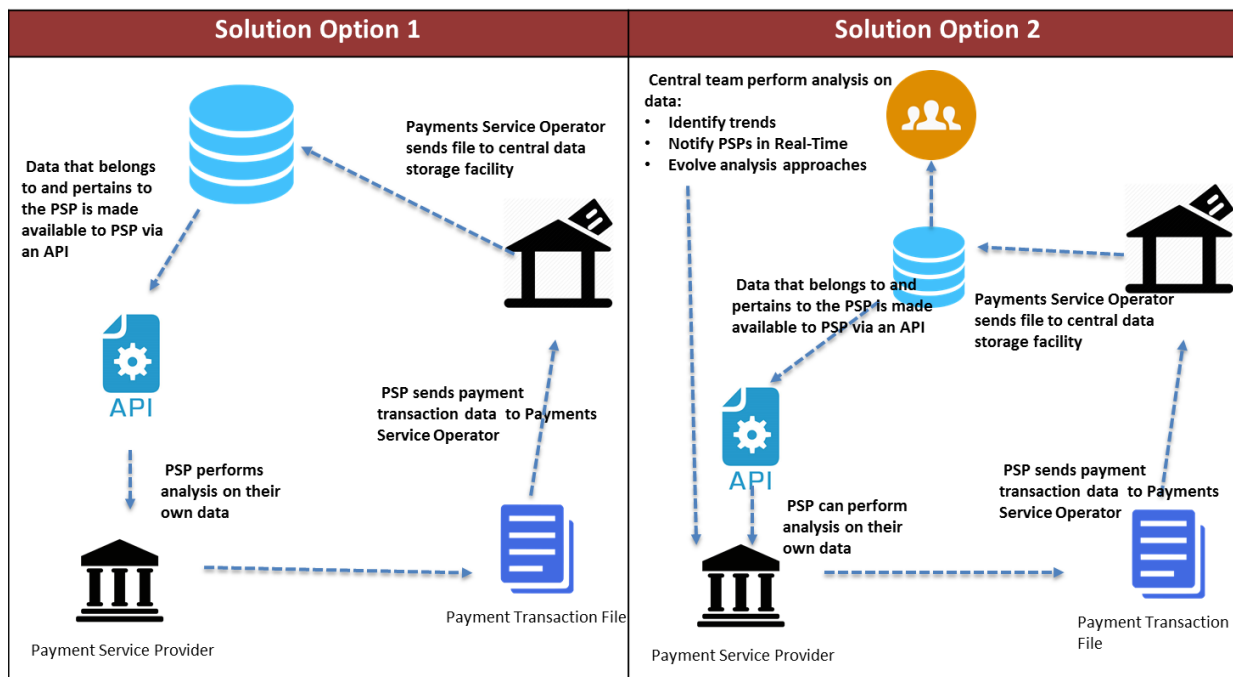 Solution Option 1
Payments Service Operator
sends file to central data
storage facility
Data that belongs
to and pertains to
the PSP is made
available to PSP via
an API
API
PSP sends payment
transaction data to Payments
Service Operator
PSP performs
analysis on their
own data
Payment Transaction File
Payment Service Provider
Solution Option 2
Central team perform analysis on
data:
• Identify trends
• Notify PSPs in Real-Time
• Evolve analysis approaches
Data that belongs to and
pertains to the PSP is made
available to PSP via an API
Payments Service Operator
sends file to central data
storage facility
API
PSP sends payment
transaction data to Payments
Service Operator
PSP can perform
analysis on their
own data
Payment Transaction
File
Payment Service Provider